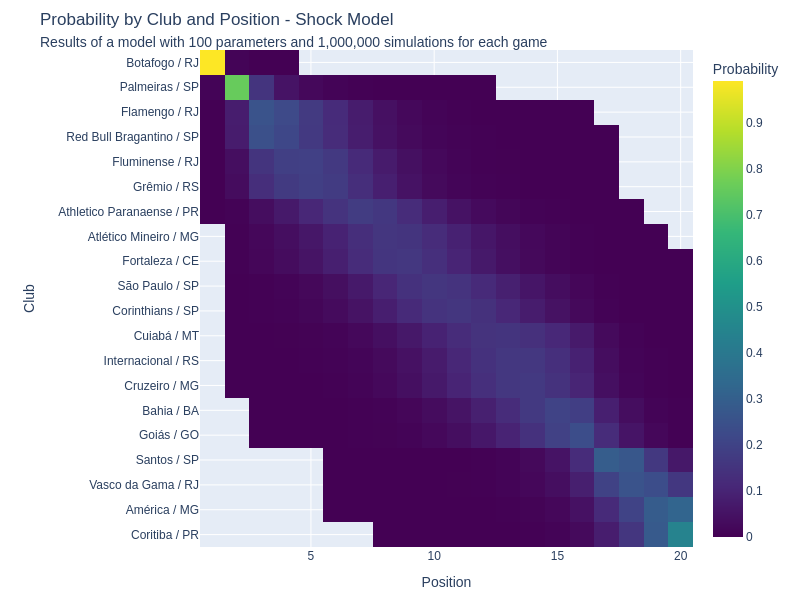 Probability by Club and Position - Shock Model
Results of a model with 100 parameters and 1,000,000 simulations for each game
Probability
Club
Botafogo / RJ
Palmeiras / SP
Flamengo / RJ
Red Bull Bragantino / SP
Fluminense / RJ
Grêmio / RS
Athletico Paranaense / PR
Atlético Mineiro / MG
Fortaleza / CE
São Paulo / SP
Corinthians / SP
Cuiabá / MT
Internacional / RS
Cruzeiro / MG
Bahia / BA
Goiás / GO
Santos / SP
Vasco da Gama / RJ
América / MG
Coritiba / PR
0.9
0.8
0.7
0.6
0.5
0.4
0.3
0.2
0.1
0
5 10 15 20
Position